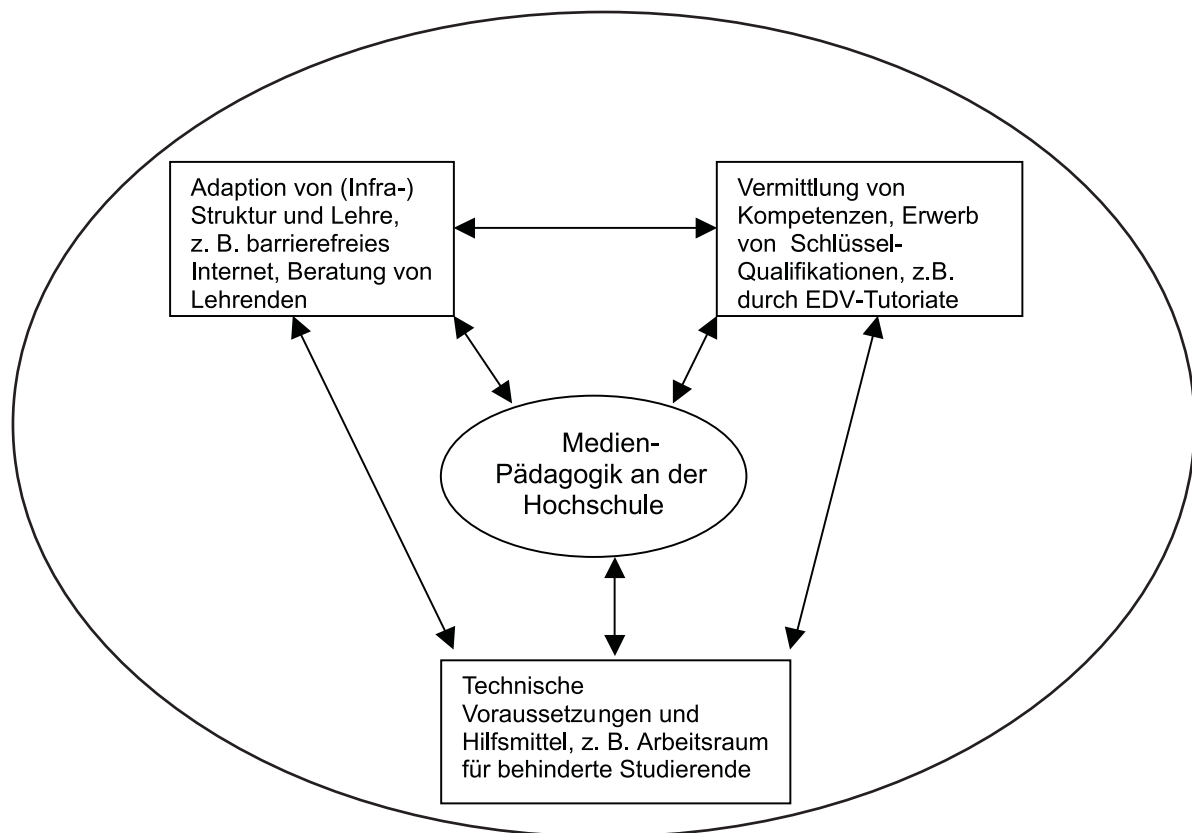 Adaption von (Infra-)
Struktur und Lehre,
z. B. barrierefreies
Internet, Beratung von
Lehrenden
Vermittlung von
Kompetenzen, Erwerb
von Schlüssel-
Qualifikationen, z.B.
durch EDV-Tutoriate
Medien-
Pädagogik an der
Hochschule
Technische
Voraussetzungen und
Hilfsmittel, z. B. Arbeitsraum
für behinderte Studierende